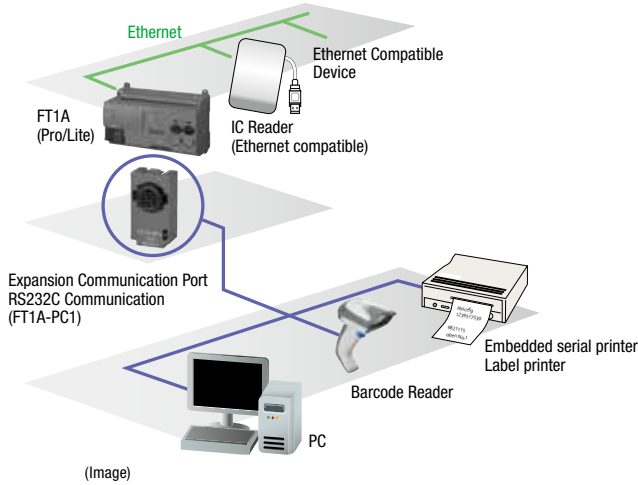 Ethernet
Ethernet Compatible
Device
FT1A
(Pro/Lite)
IC Reader
(Ethernet compatible)
Expansion Communication Port
RS232C Communication
(FT1A-PC1)
Embedded serial printer
Label printer
Barcode Reader
PC
(Image)